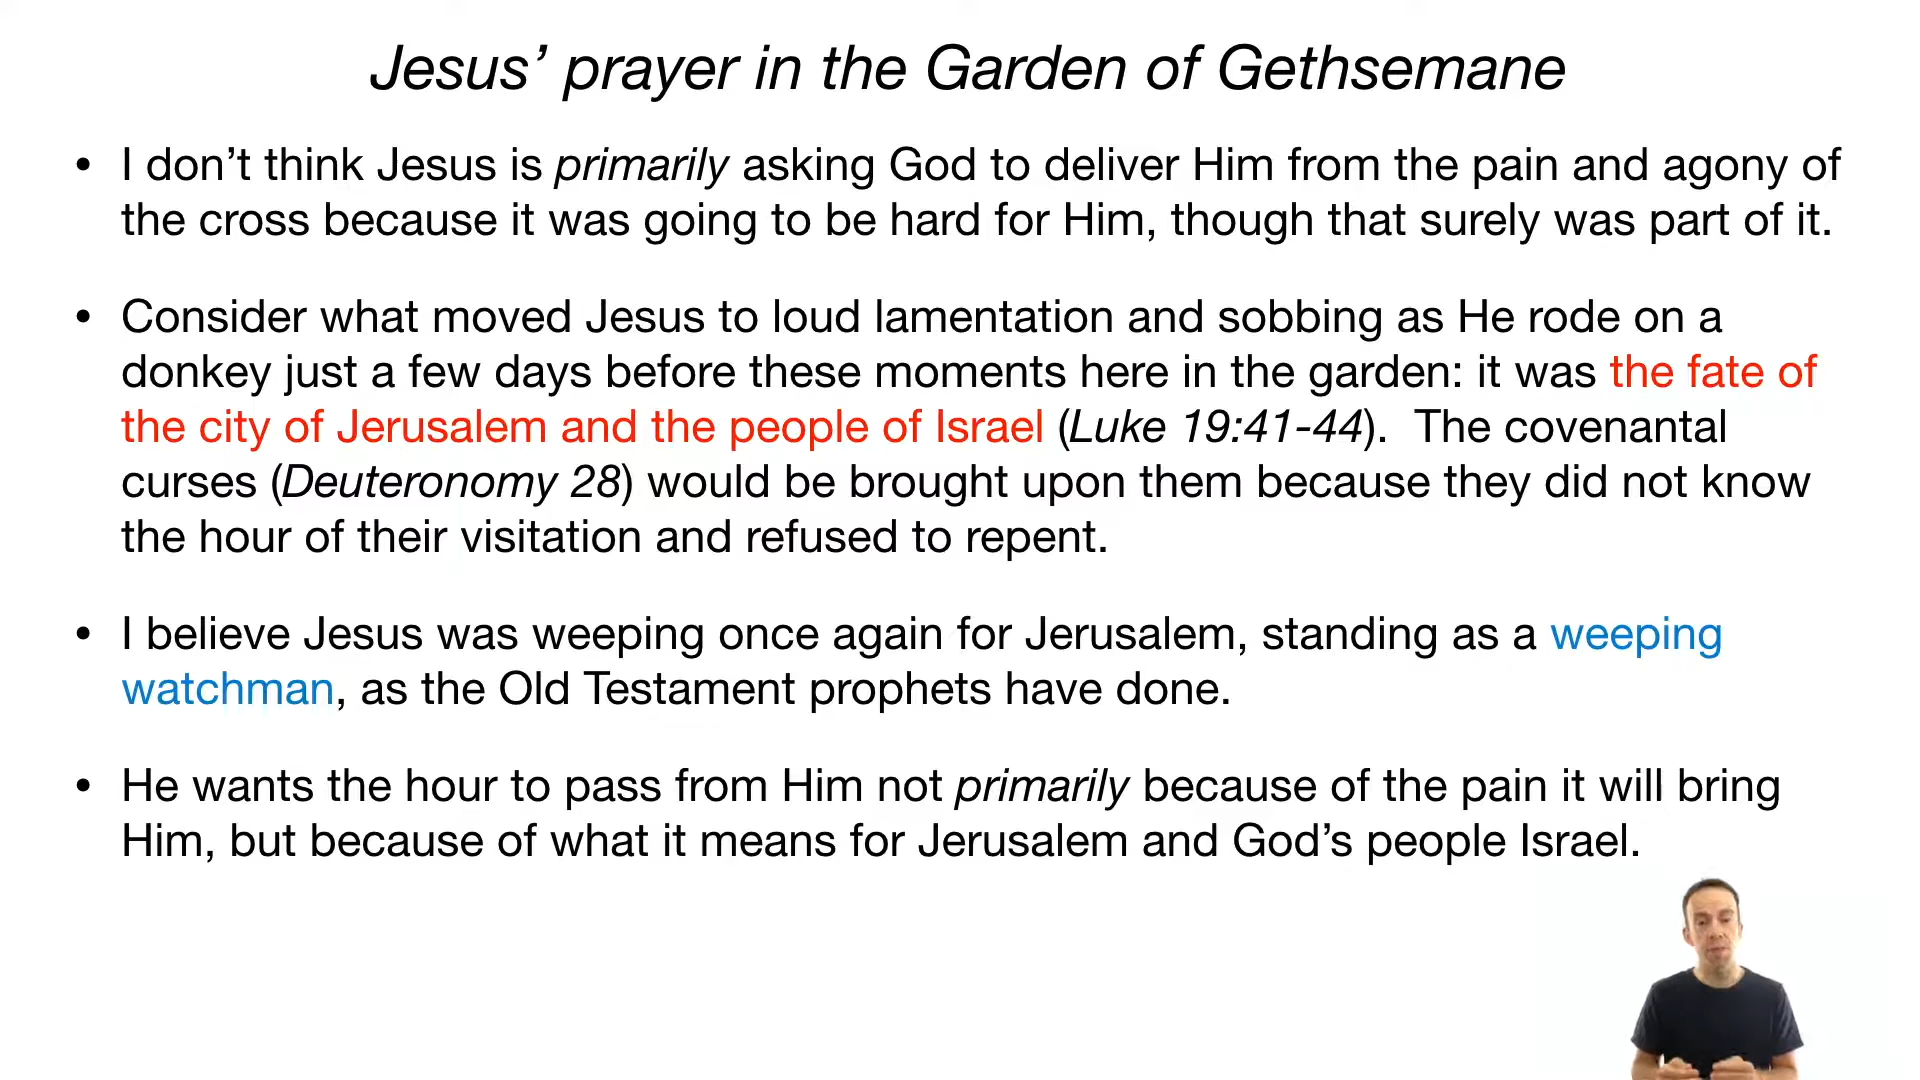 Jesus’ prayer in the Garden of Gethsemane
• I don’t think Jesus is primarily asking God to deliver Him from the pain and agony of
the cross because it was going to be hard for Him, though that surely was part of it.
• Consider what moved Jesus to loud lamentation and sobbing as He rode on a
donkey just a few days before these moments here in the garden: it was the fate of
the city of Jerusalem and the people of Israel (Luke 19:41-44).  The covenantal
curses (Deuteronomy 28) would be brought upon them because they did not know
the hour of their visitation and refused to repent.
• I believe Jesus was weeping once again for Jerusalem, standing as a weeping
watchman, as the Old Testament prophets have done.
• He wants the hour to pass from Him not primarily because of the pain it will bring
Him, but because of what it means for Jerusalem and God’s people Israel.